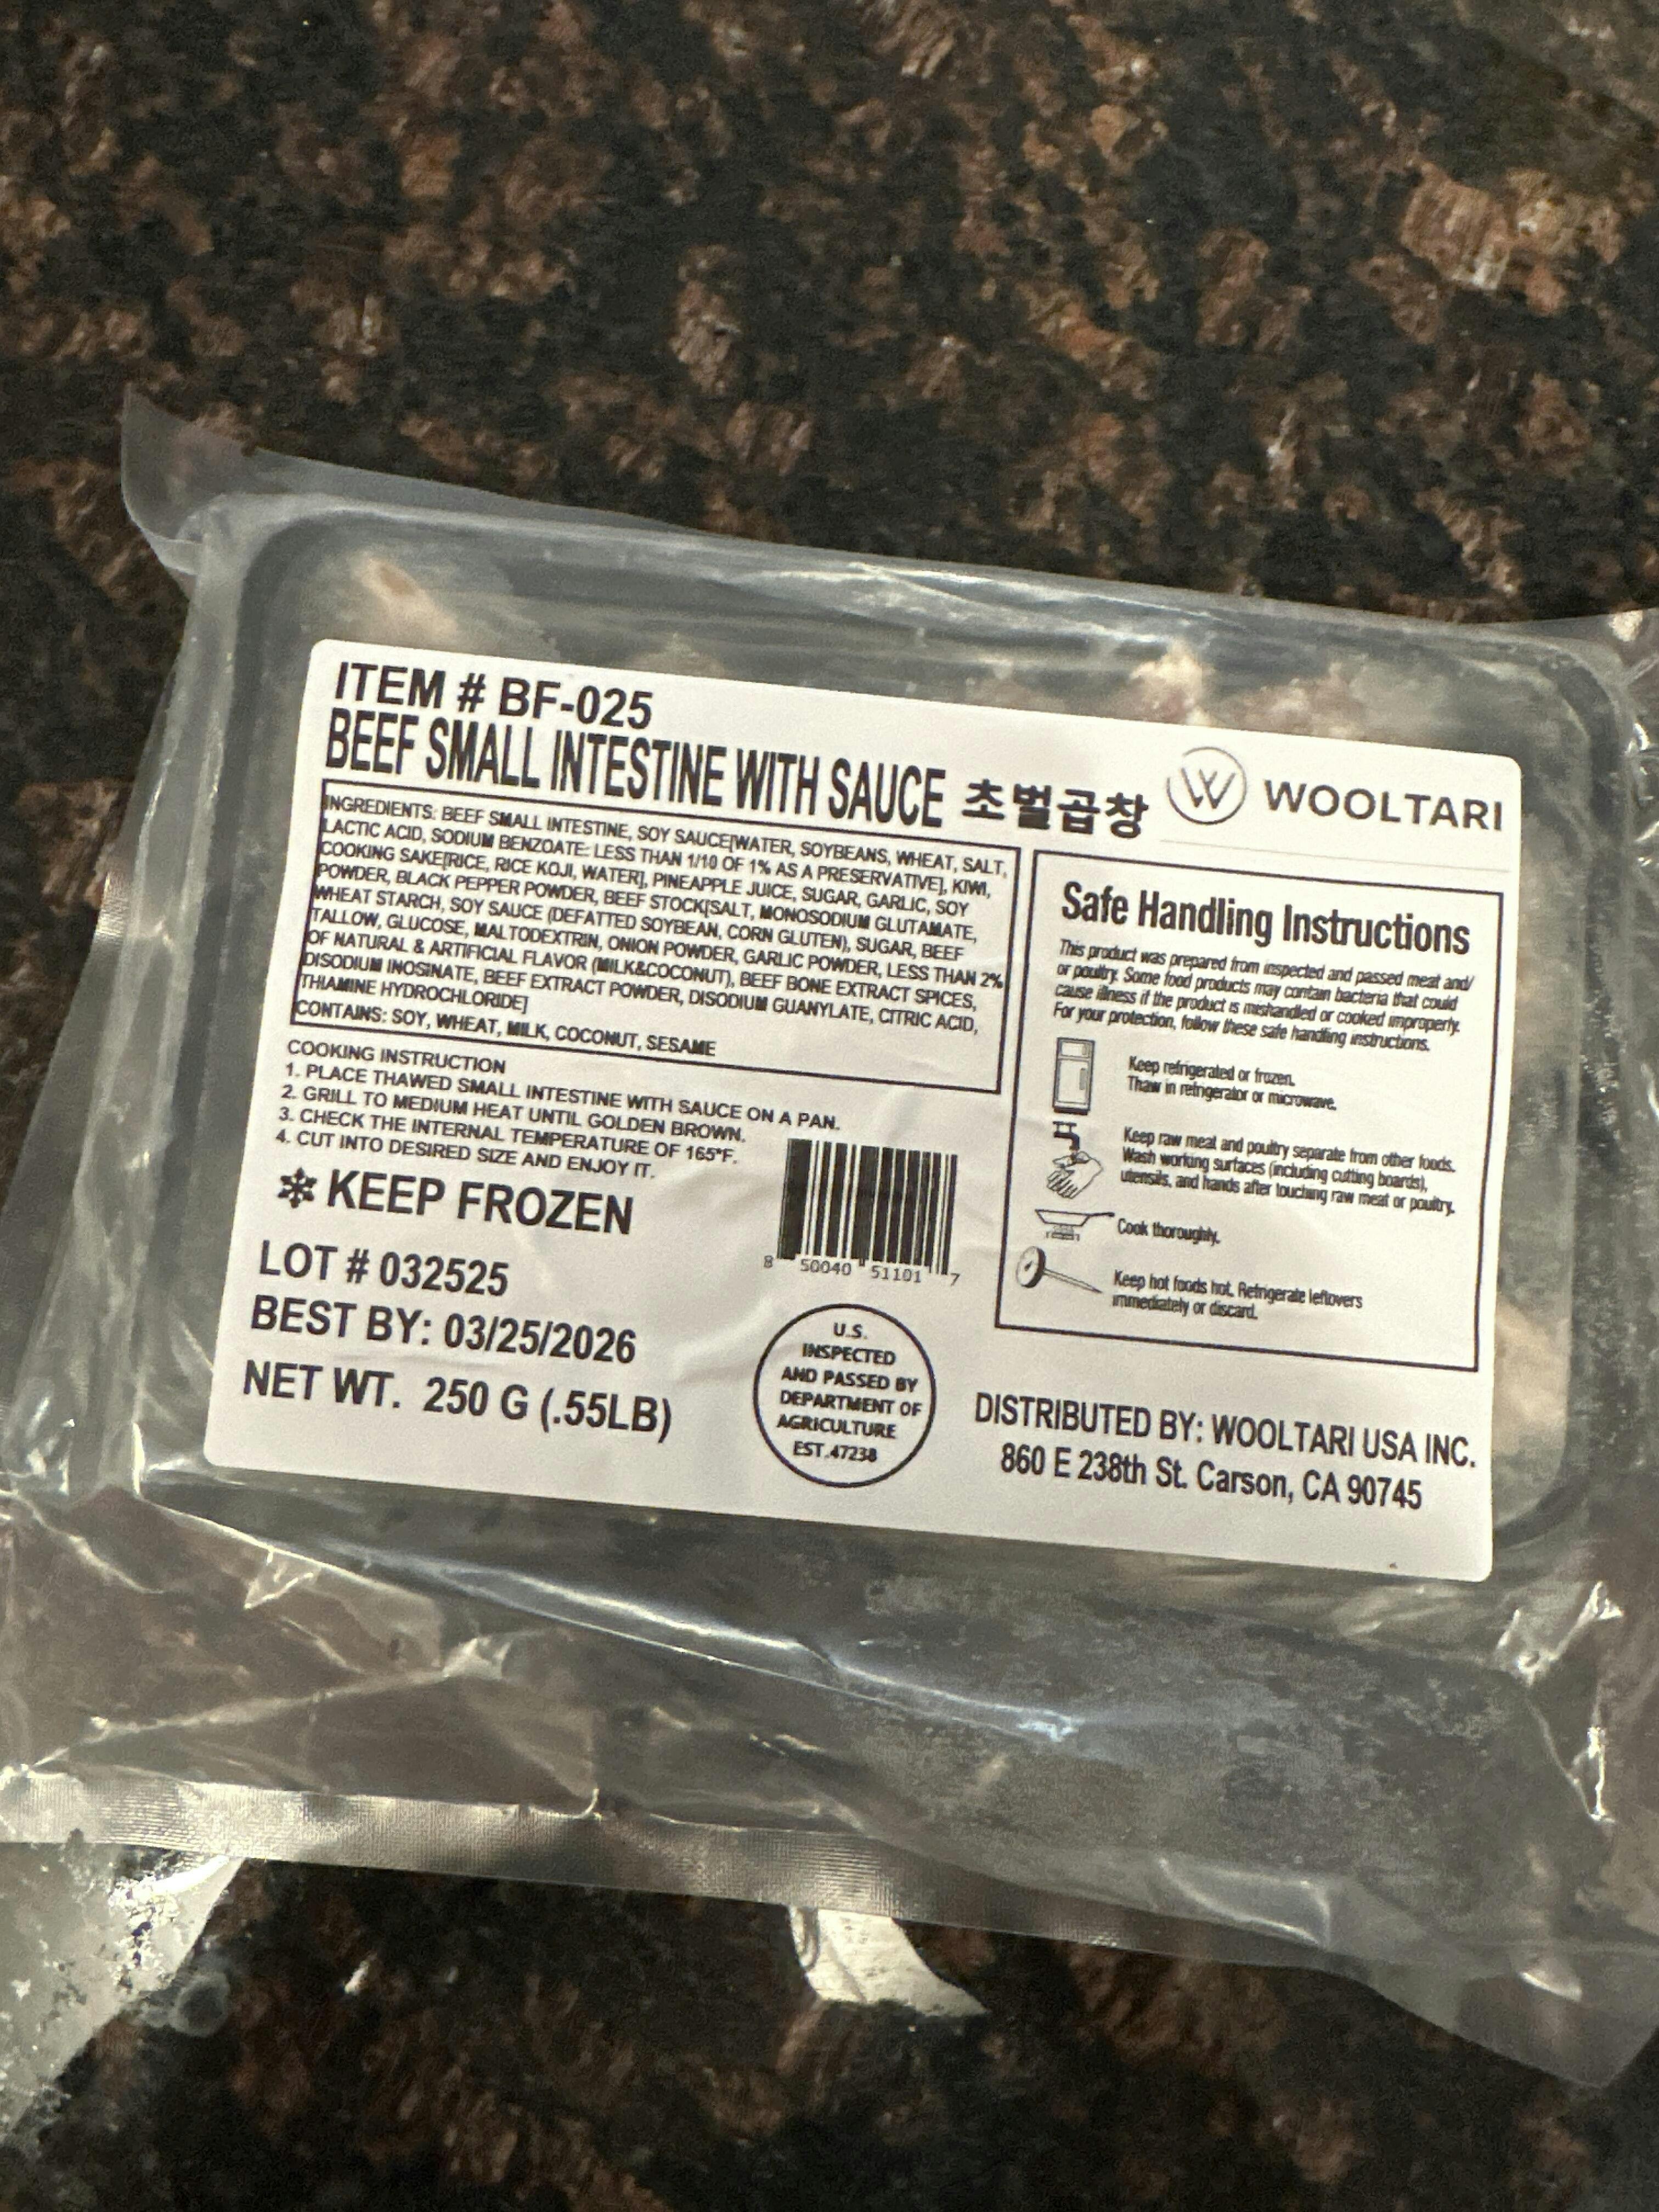 ITEM # BF-025
BEEF SMALL INTESTINE WITH SAUCE 초벌곱창
W WOOLTARI
INGREDIENTS: BEEF SMALL INTESTINE, SOY SAUCE[WATER, SOYBEANS, WHEAT, SALT,
LACTIC ACID, SODIUM BENZOATE: LESS THAN 1/10 OF 1% AS A PRESERVATIVE], KIWI,
COOKING SAKE[RICE, RICE KOJI, WATER], PINEAPPLE JUICE, SUGAR, GARLIC, SOY
POWDER, BLACK PEPPER POWDER, BEEF STOCK[SALT, MONOSODIUM GLUTAMATE,
WHEAT STARCH, SOY SAUCE (DEFATTED SOYBEAN, CORN GLUTEN), SUGAR, BEEF
TALLOW, GLUCOSE, MALTODEXTRIN, ONION POWDER, GARLIC POWDER, LESS THAN 2%
OF NATURAL & ARTIFICIAL FLAVOR (MILK&COCONUT), BEEF BONE EXTRACT SPICES,
DISODIUM INOSINATE, BEEF EXTRACT POWDER, DISODIUM GUANYLATE, CITRIC ACID,
THIAMINE HYDROCHLORIDE]
CONTAINS: SOY, WHEAT, MILK, COCONUT, SESAME
COOKING INSTRUCTION
1. PLACE THAWED SMALL INTESTINE WITH SAUCE ON A PAN.
2. GRILL TO MEDIUM HEAT UNTIL GOLDEN BROWN.
3. CHECK THE INTERNAL TEMPERATURE OF 165°F.
4. CUT INTO DESIRED SIZE AND ENJOY IT.
KEEP FROZEN
LOT # 032525
BEST BY: 03/25/2026
NET WT. 250 G (.55LB)
8 50040 51101 7
U.S.
INSPECTED
AND PASSED BY
DEPARTMENT OF
AGRICULTURE
EST.47238
Safe Handling Instructions
This product was prepared from inspected and passed meat and/
or poultry. Some food products may contain bacteria that could
cause illness if the product is mishandled or cooked improperly.
For your protection, follow these safe handling instructions.
Keep refrigerated or frozen.
Thaw in refrigerator or microwave.
Keep raw meat and poultry separate from other foods.
Wash working surfaces (including cutting boards),
utensils, and hands after touching raw meat or poultry.
Cook thoroughly.
Keep hot foods hot. Refrigerate leftovers
immediately or discard.
DISTRIBUTED BY: WOOLTARI USA INC.
860 E 238th St. Carson, CA 90745